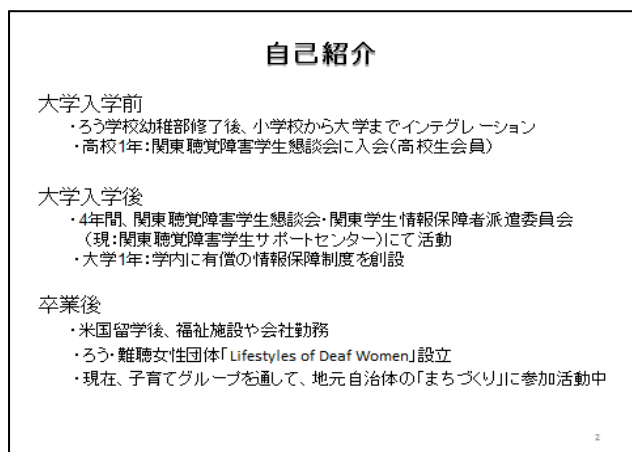 自己紹介
大学入学前
・ろう学校幼稚部修了後、小学校から大学までインテグレーション
・高校1年：関東聴覚障害学生懇談会に入会（高校生会員）
大学入学後
・4年間、関東聴覚障害学生懇談会・関東学生情報保障者派遣委員会
（現：関東聴覚障害学生サポートセンター）にて活動
・大学1年：学内に有償の情報保障制度を創設
卒業後
・米国留学後、福祉施設や会社勤務
・ろう・難聴女性団体「Lifestyles of Deaf Women」設立
・現在、子育てグループを通して、地元自治体の「まちづくり」に参加活動中
2